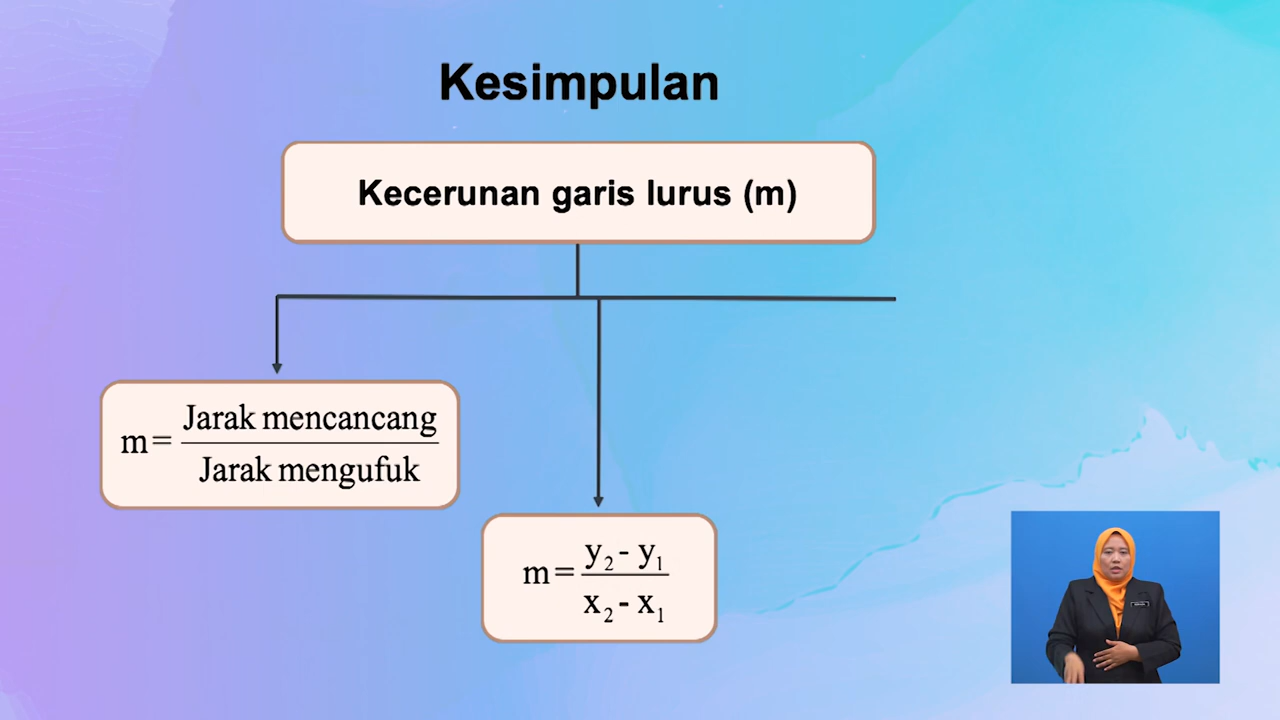 Kesimpulan
Kecerunan garis lurus (m)
m = Jarak mencancang / Jarak mengufuk
m = y₂ - y₁ / x₂ - x₁